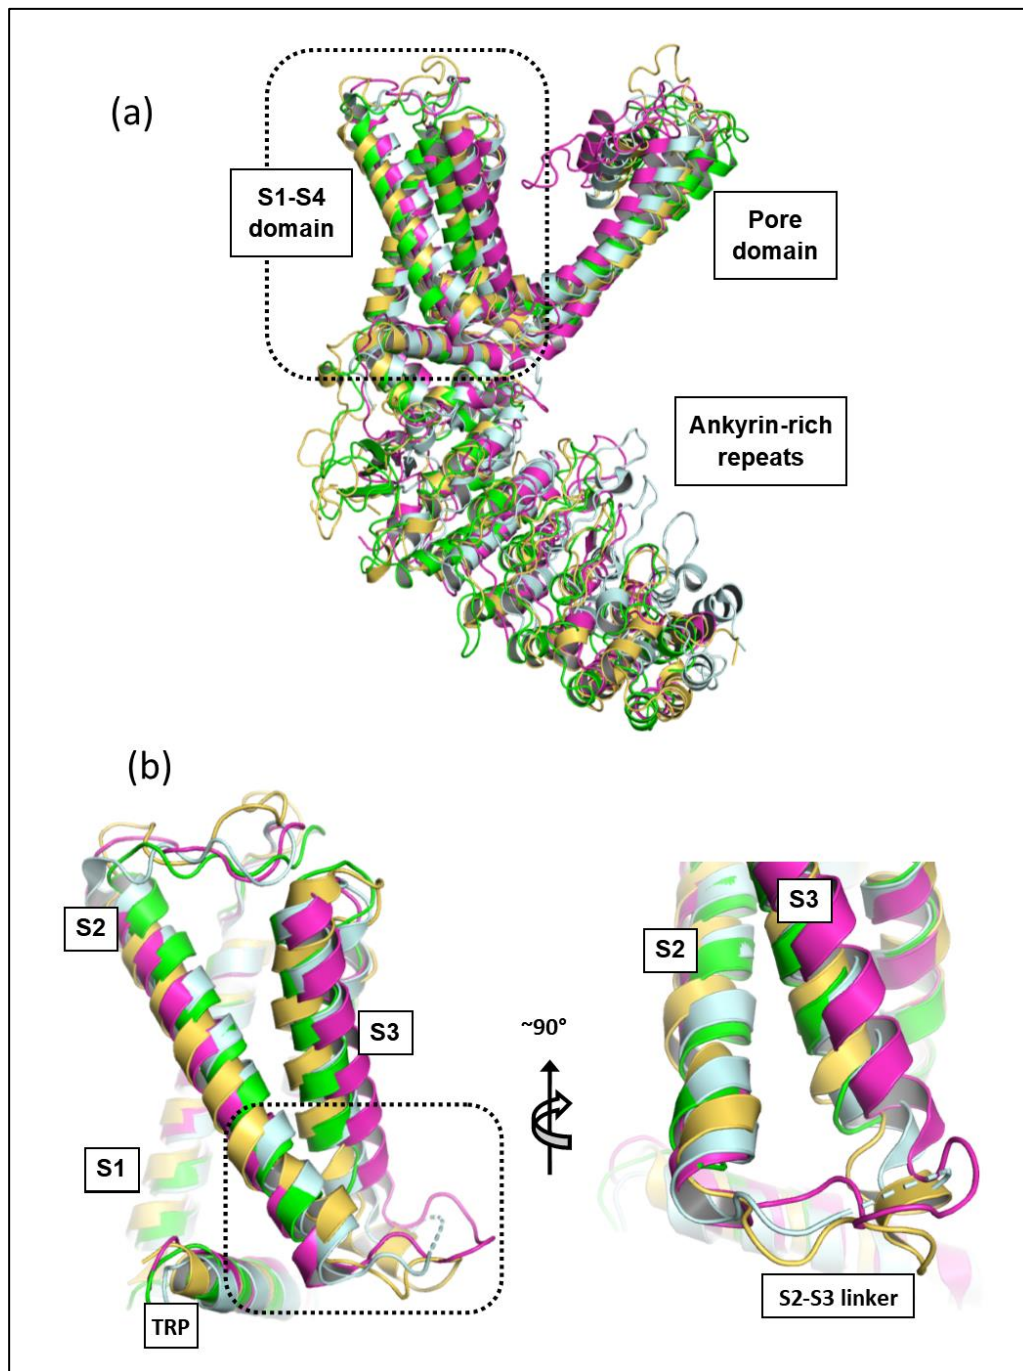 (a)
S1-S4
domain
Pore
domain
Ankyrin-rich
repeats
(b)
S2
S3
S1
TRP
~90°
S3
S2
S2-S3 linker